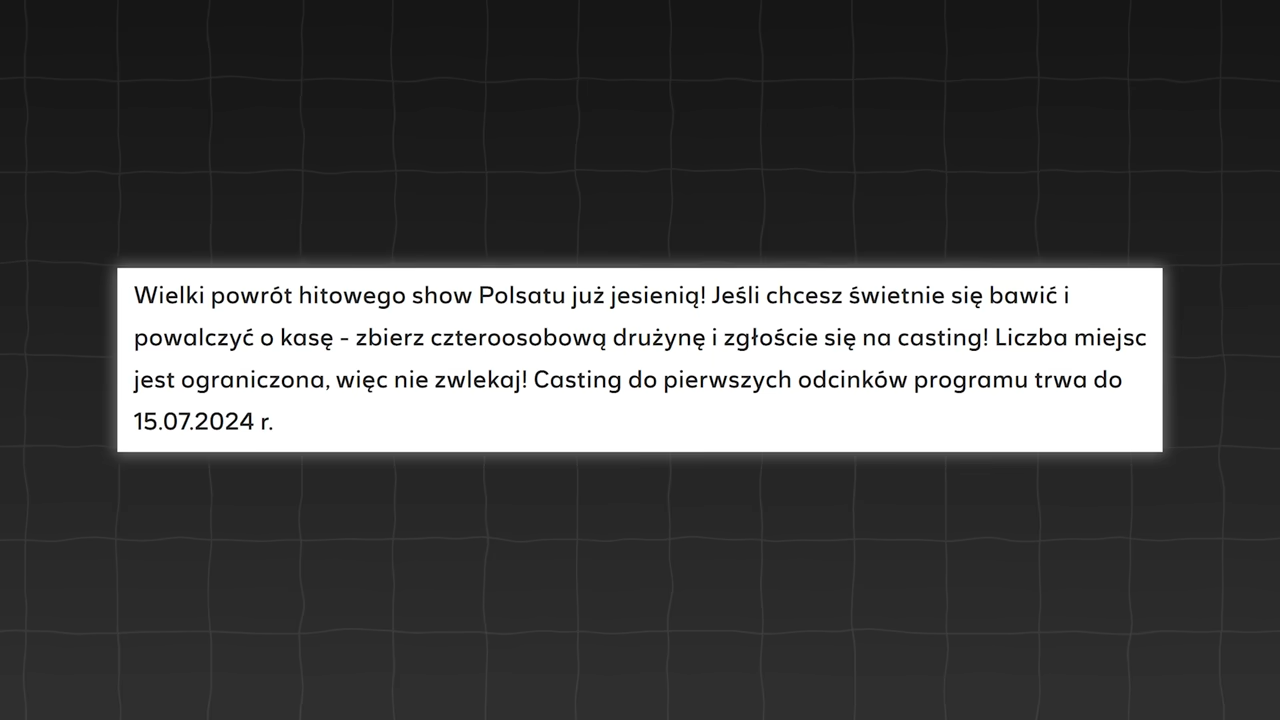 Wielki powrót hitowego show Polsatu już jesienią! Jeśli chcesz świetnie się bawić i
powalczyć o kasę - zbierz czteroosobową drużynę i zgłoście się na casting! Liczba miejsc
jest ograniczona, więc nie zwlekaj! Casting do pierwszych odcinków programu trwa do
15.07.2024 r.